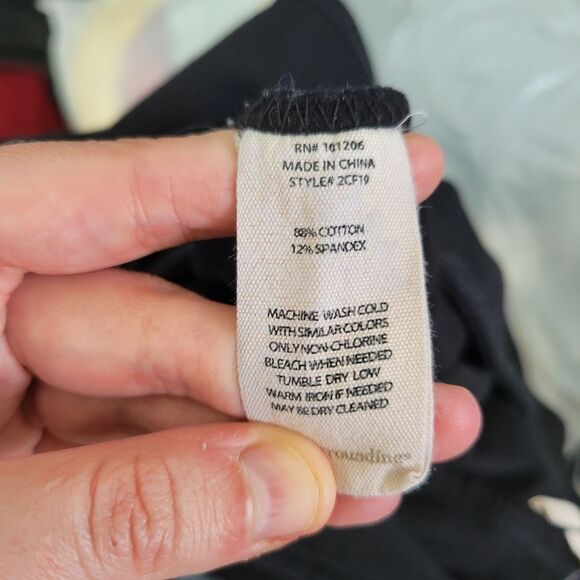 RN# 101206
MADE IN CHINA
STYLE# 2CF19
88% COTTON
12% SPANDEX
MACHINE WASH COLD
WITH SIMILAR COLORS
ONLY NON-CHLORINE
BLEACH WHEN NEEDED
TUMBLE DRY LOW
WARM IRON IF NEEDED
MAY BE DRY CLEANED